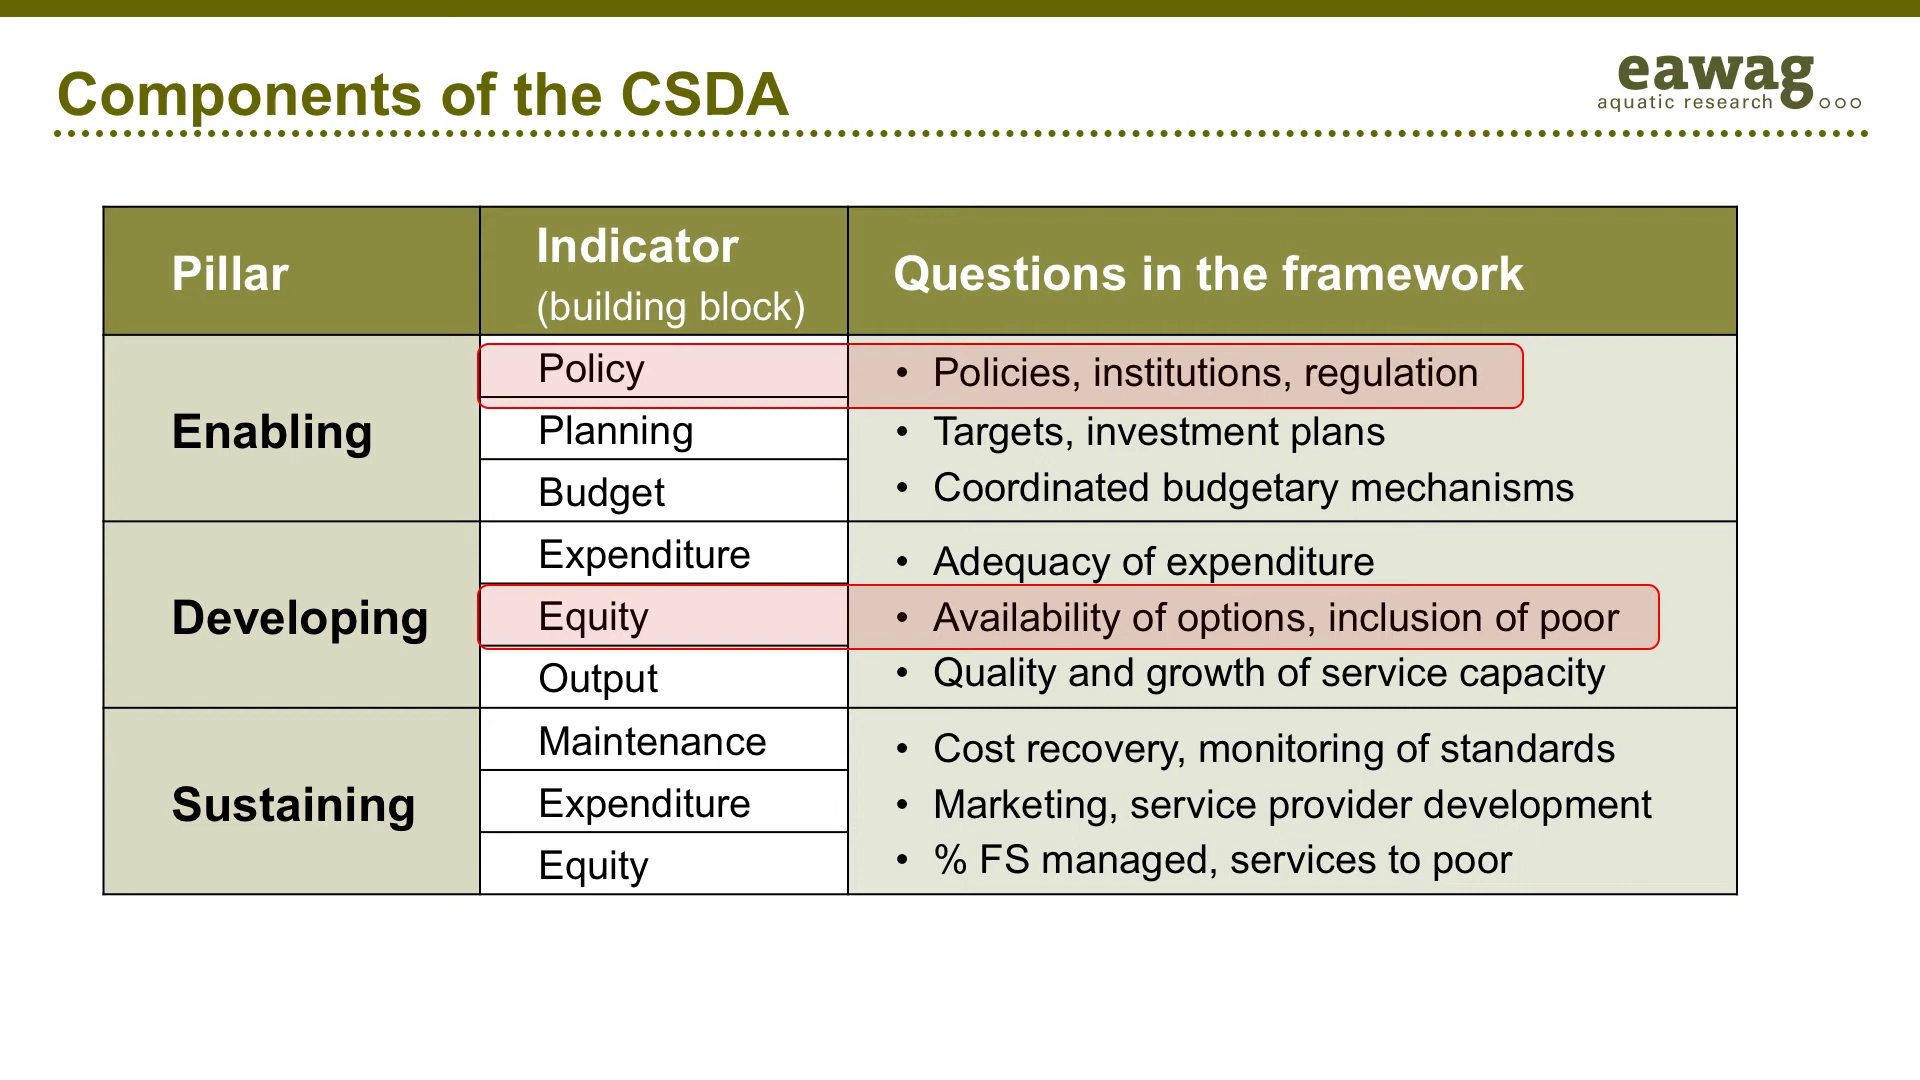 Components of the CSDA
eawag
aquatic research
Pillar
Indicator
(building block)
Questions in the framework
Enabling
Policy
Planning
Budget
• Policies, institutions, regulation
• Targets, investment plans
• Coordinated budgetary mechanisms
Developing
Expenditure
Equity
Output
• Adequacy of expenditure
• Availability of options, inclusion of poor
• Quality and growth of service capacity
Sustaining
Maintenance
Expenditure
Equity
• Cost recovery, monitoring of standards
• Marketing, service provider development
• % FS managed, services to poor